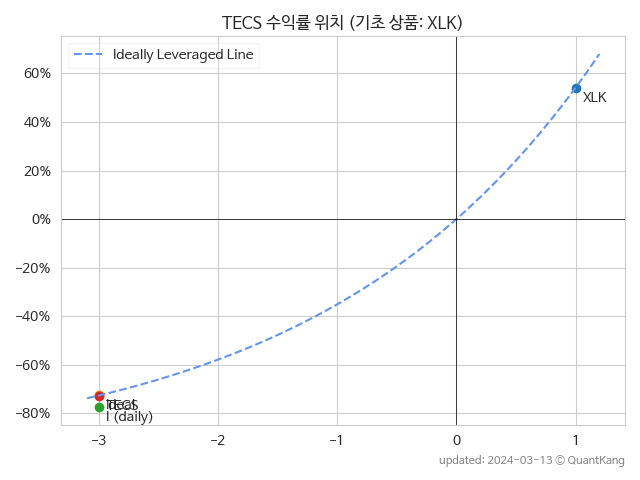 TECS 수익률 위치 (기초 상품: XLK)
Ideally Leveraged Line
60%
40%
20%
0%
−20%
−40%
−60%
−80%
XLK
TECS
(daily)
−3
−2
−1
0
1
updated: 2024-03-13 © QuantKang